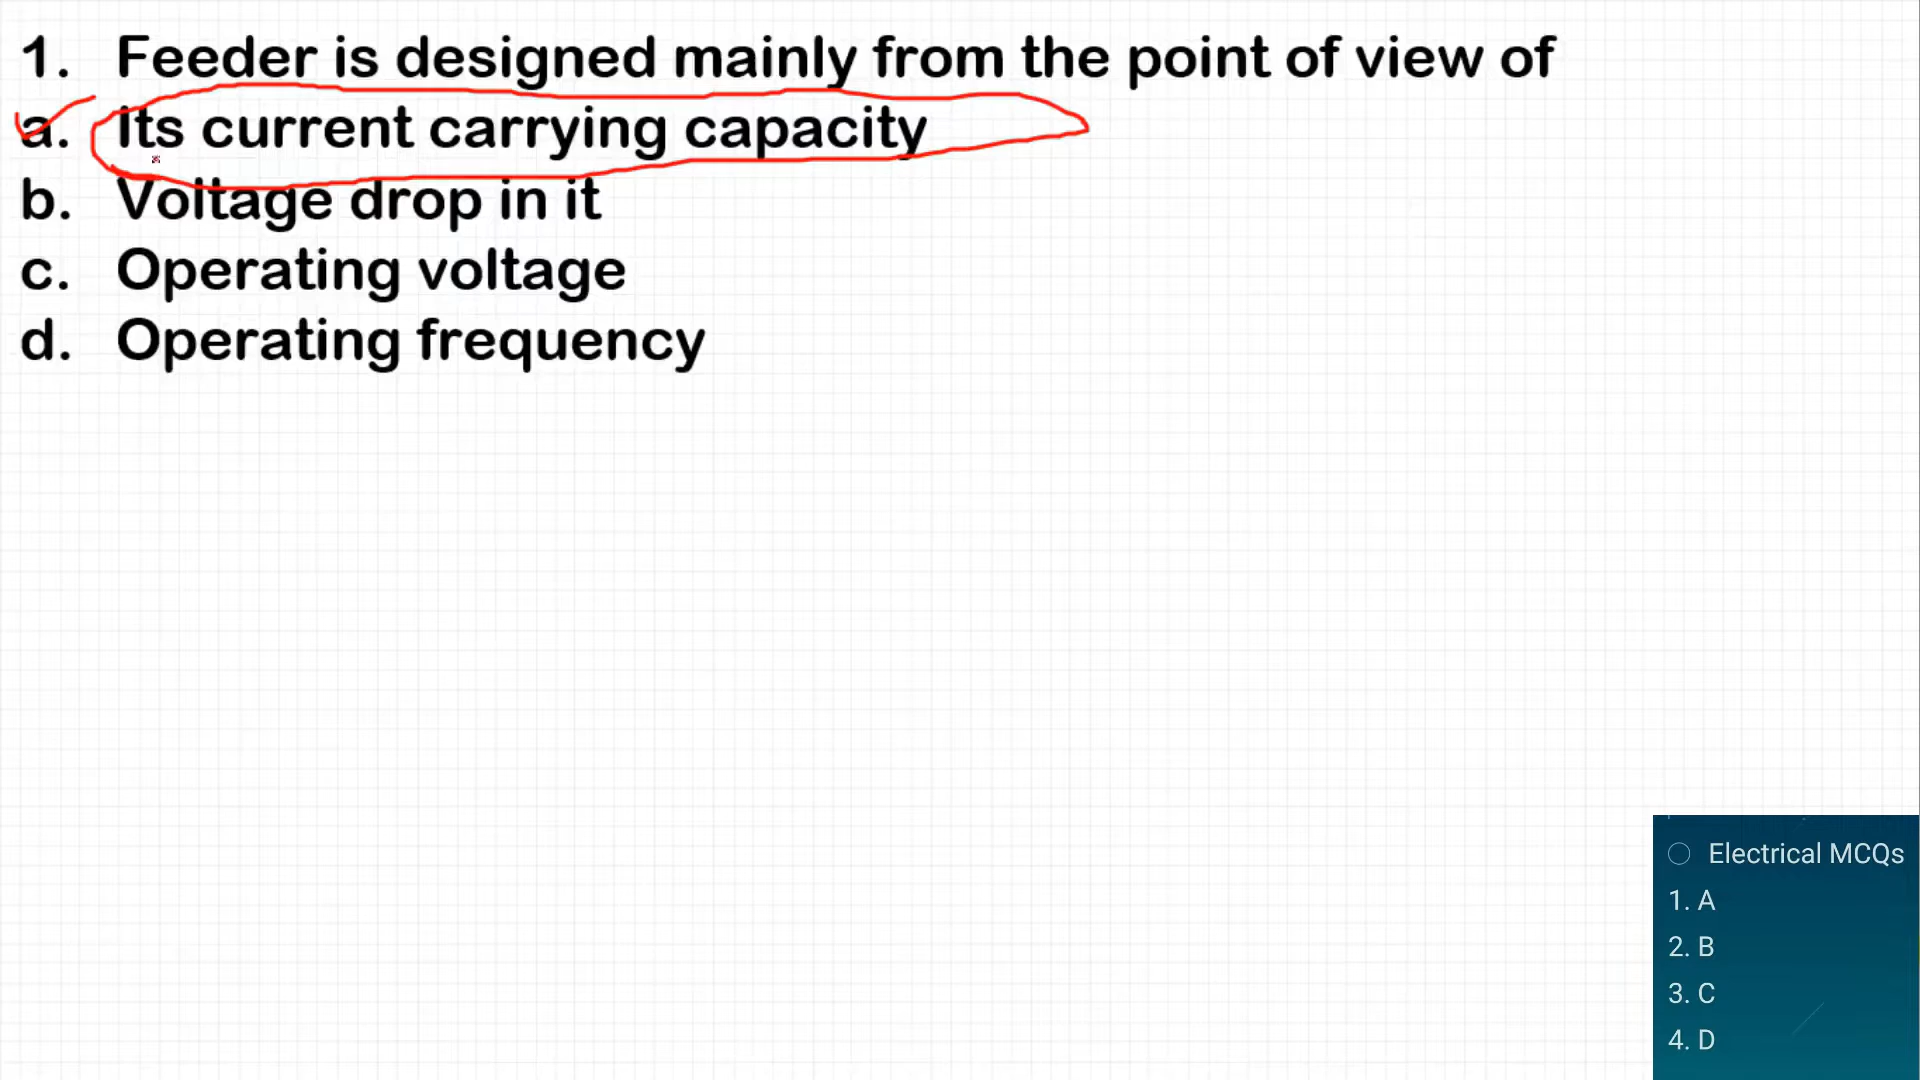 1. Feeder is designed mainly from the point of view of
a. Its current carrying capacity
b. Voltage drop in it
c. Operating voltage
d. Operating frequency
Electrical MCQs
1. A
2. B
3. C
4. D